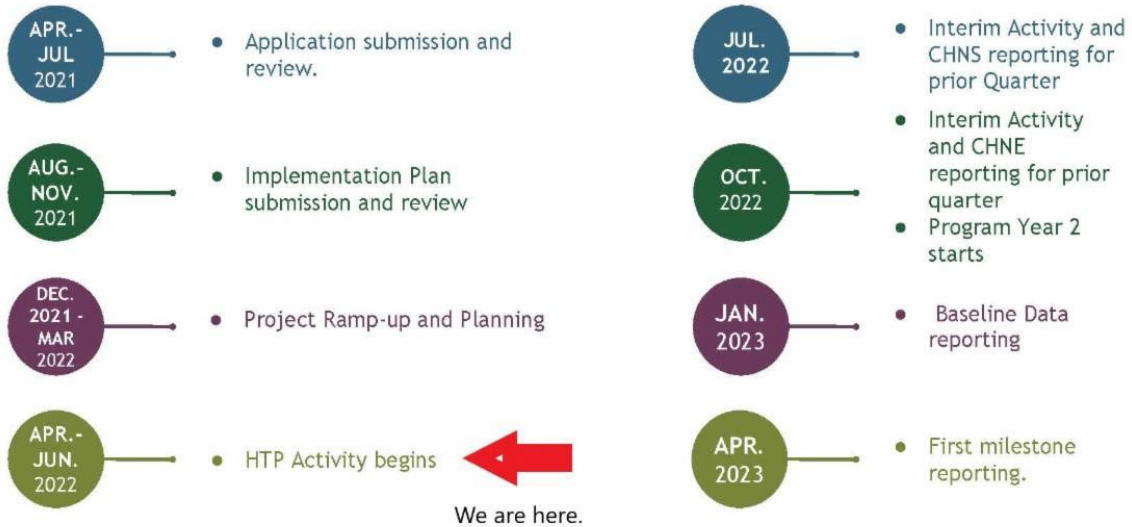 APR.-
JUL
2021
• Application submission and
review.
AUG.-
NOV.
2021
• Implementation Plan
submission and review
DEC.
2021 -
MAR
2022
• Project Ramp-up and Planning
APR.-
JUN.
2022
• HTP Activity begins
We are here.
JUL.
2022
• Interim Activity and
CHNS reporting for
prior Quarter
OCT.
2022
• Interim Activity
and CHNE
reporting for prior
quarter
• Program Year 2
starts
JAN.
2023
• Baseline Data
reporting
APR.
2023
• First milestone
reporting.